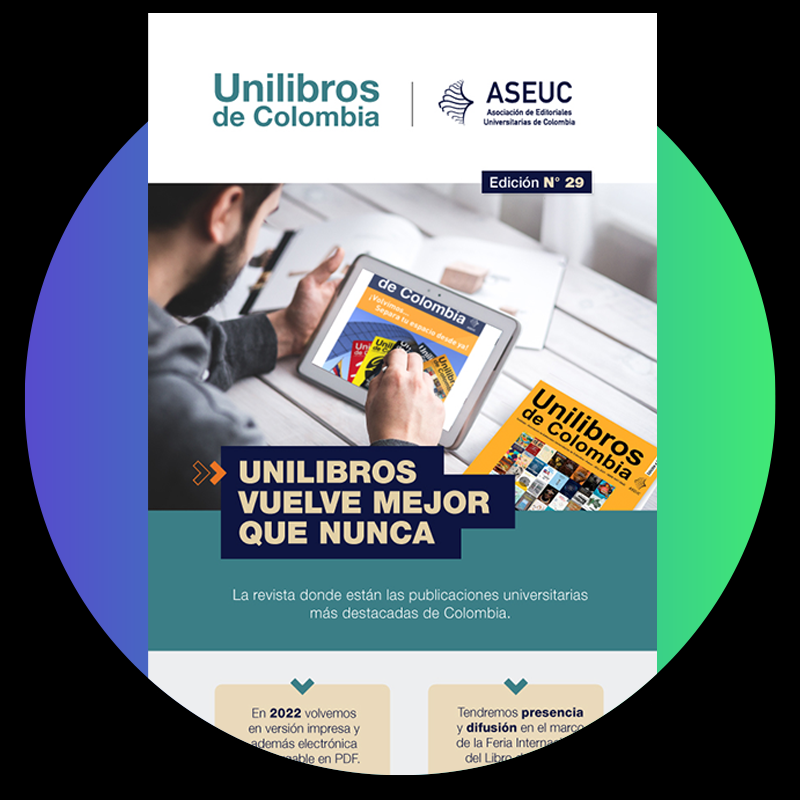 Unilibros
de Colombia
ASEUC
Asociación de Editoriales
Universitarias de Colombia
Edición N° 29
de Colombia
¡Volvimos...
Separa tu espacio desde ya!
Unilibros
de Colombia
UNILIBROS
VUELVE MEJOR
QUE NUNCA
La revista donde están las publicaciones universitarias
más destacadas de Colombia.
En 2022 volvemos
en versión impresa y
además electrónica
en PDF.
Tendremos presencia
y difusión en el marco
de la Feria
del Libro